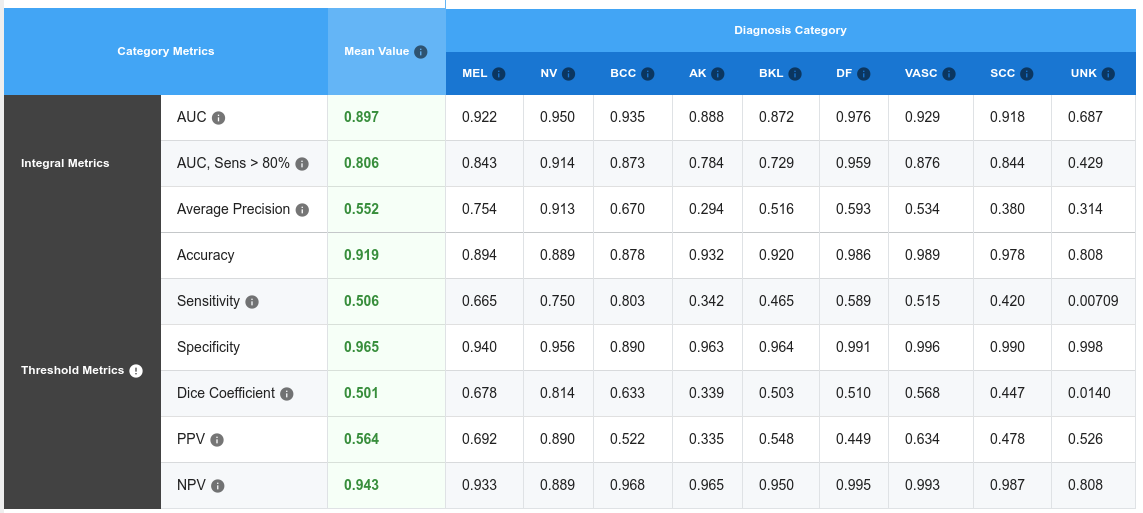 Category Metrics Mean Value Diagnosis Category
MEL NV BCC AK BKL DF VASC SCC UNK
Integral Metrics
AUC 0.897 0.922 0.950 0.935 0.888 0.872 0.976 0.929 0.918 0.687
AUC, Sens > 80% 0.806 0.843 0.914 0.873 0.784 0.729 0.959 0.876 0.844 0.429
Average Precision 0.552 0.754 0.913 0.670 0.294 0.516 0.593 0.534 0.380 0.314
Threshold Metrics
Accuracy 0.919 0.894 0.889 0.878 0.932 0.920 0.986 0.989 0.978 0.808
Sensitivity 0.506 0.665 0.750 0.803 0.342 0.465 0.589 0.515 0.420 0.00709
Specificity 0.965 0.940 0.956 0.890 0.963 0.964 0.991 0.996 0.990 0.998
Dice Coefficient 0.501 0.678 0.814 0.633 0.339 0.503 0.510 0.568 0.447 0.0140
PPV 0.564 0.692 0.890 0.522 0.335 0.548 0.449 0.634 0.478 0.526
NPV 0.943 0.933 0.889 0.968 0.965 0.950 0.995 0.993 0.987 0.808